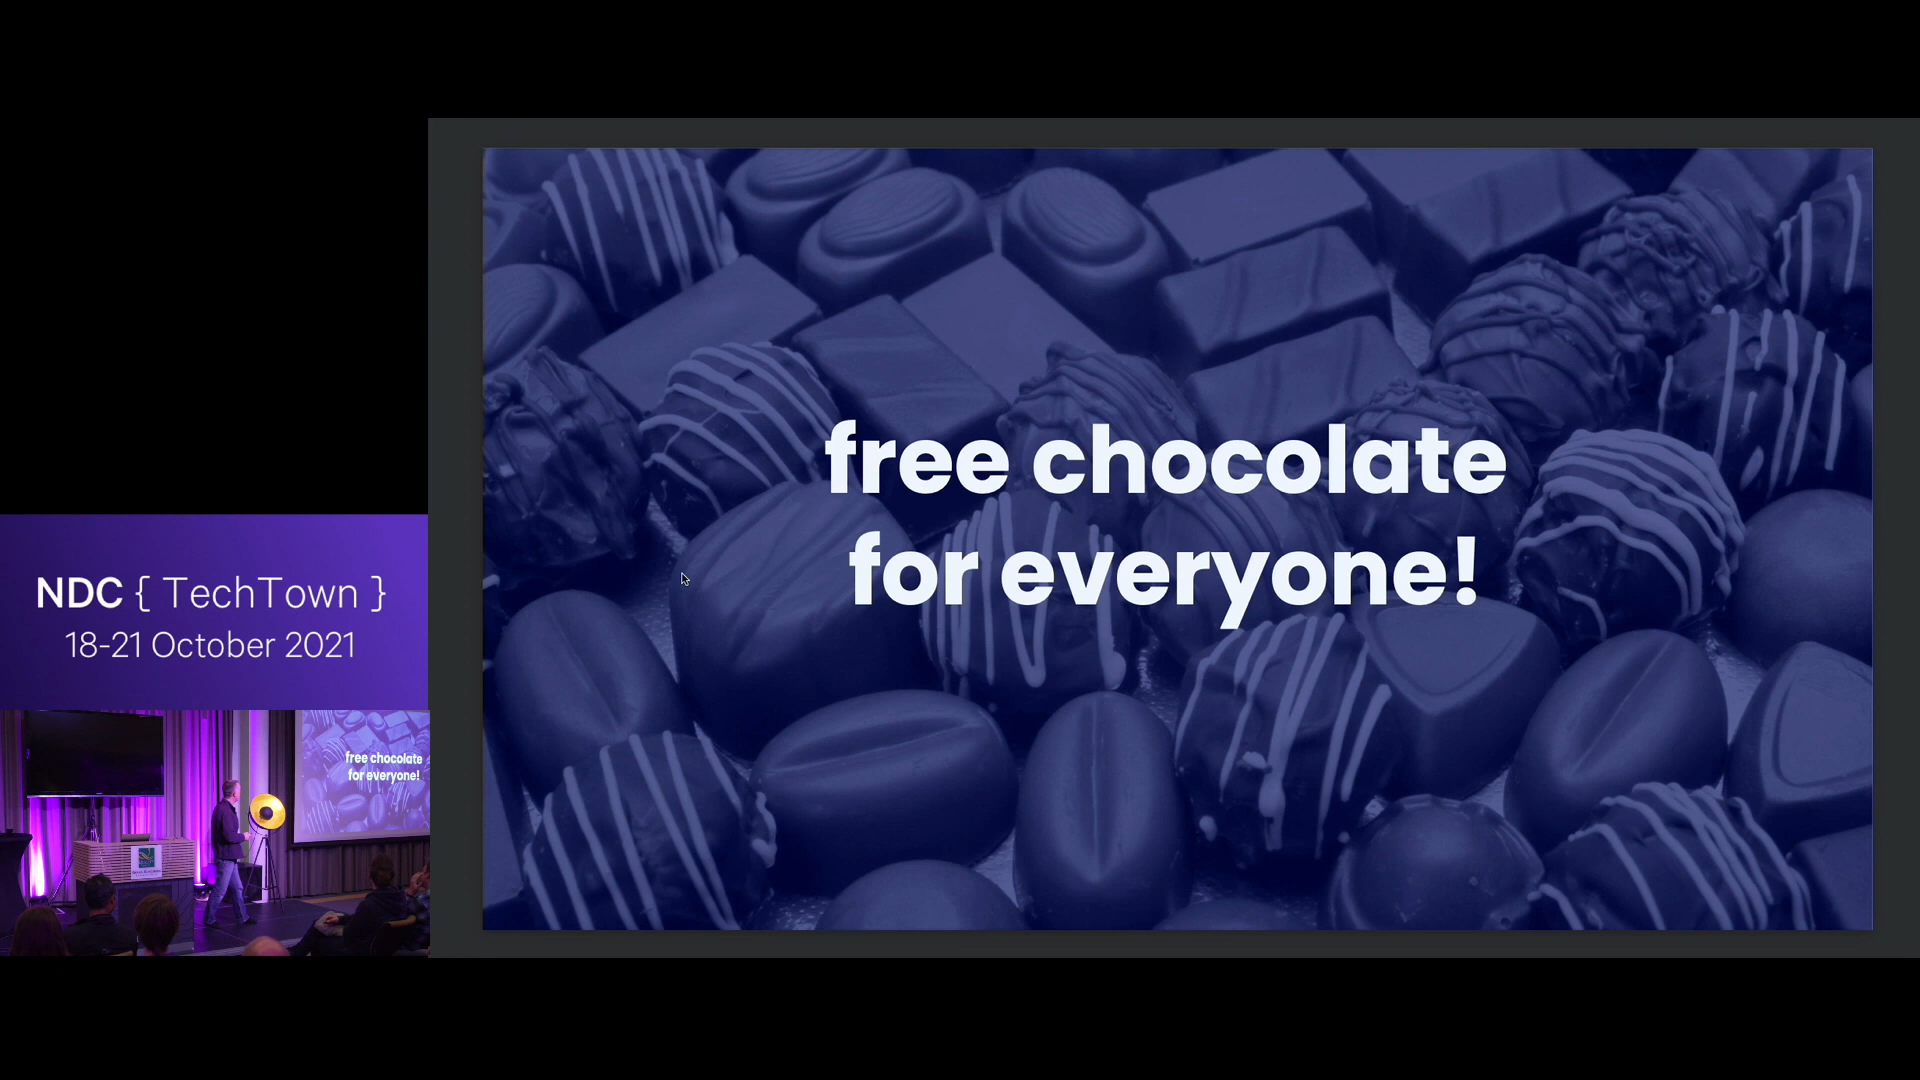 free chocolate
for everyone!
NDC { TechTown }
18-21 October 2021
free chocolate
for everyone!